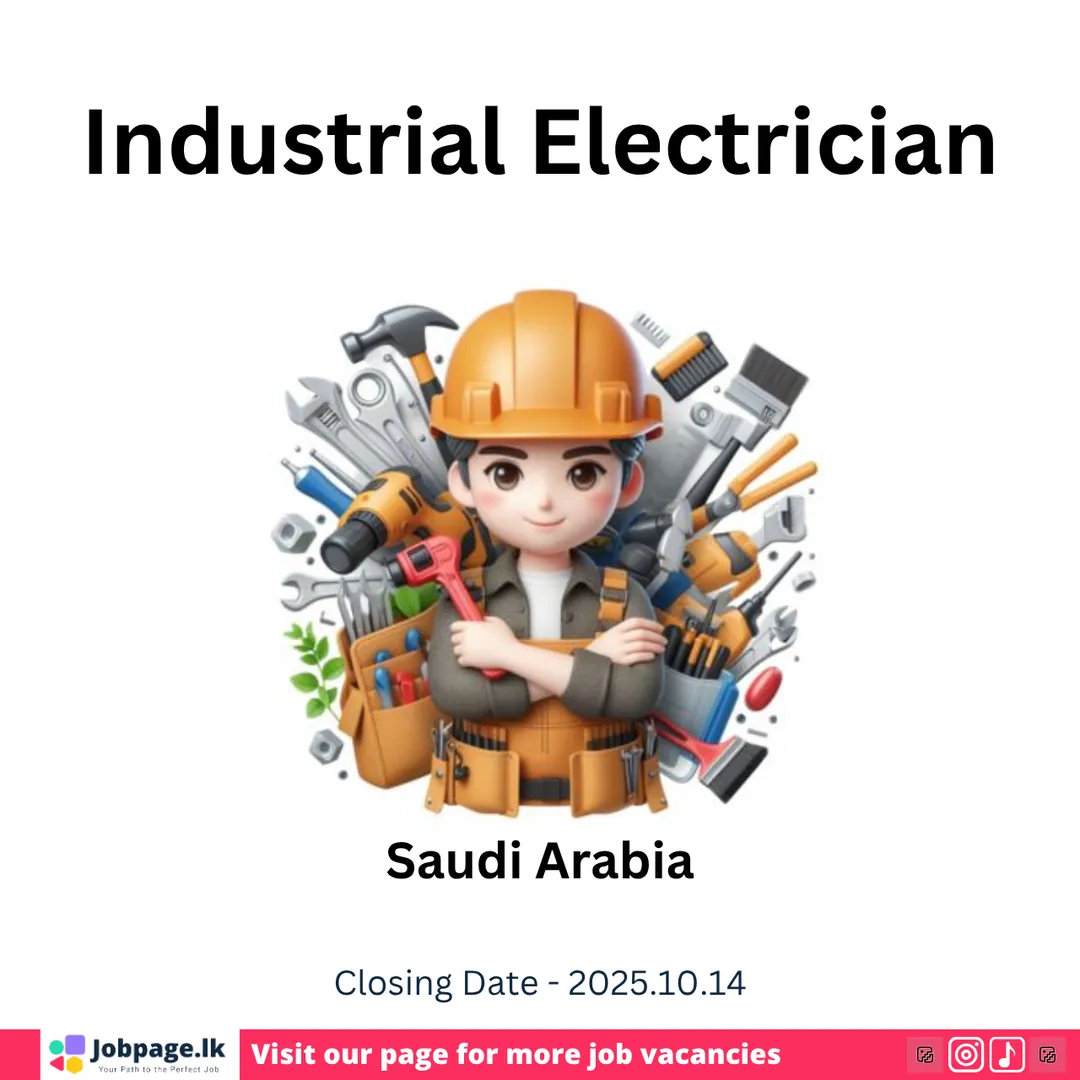 Industrial Electrician
Saudi Arabia
Closing Date - 2025.10.14
Jobpage.lk
Your Path to the Perfect Job
Visit our page for more job vacancies